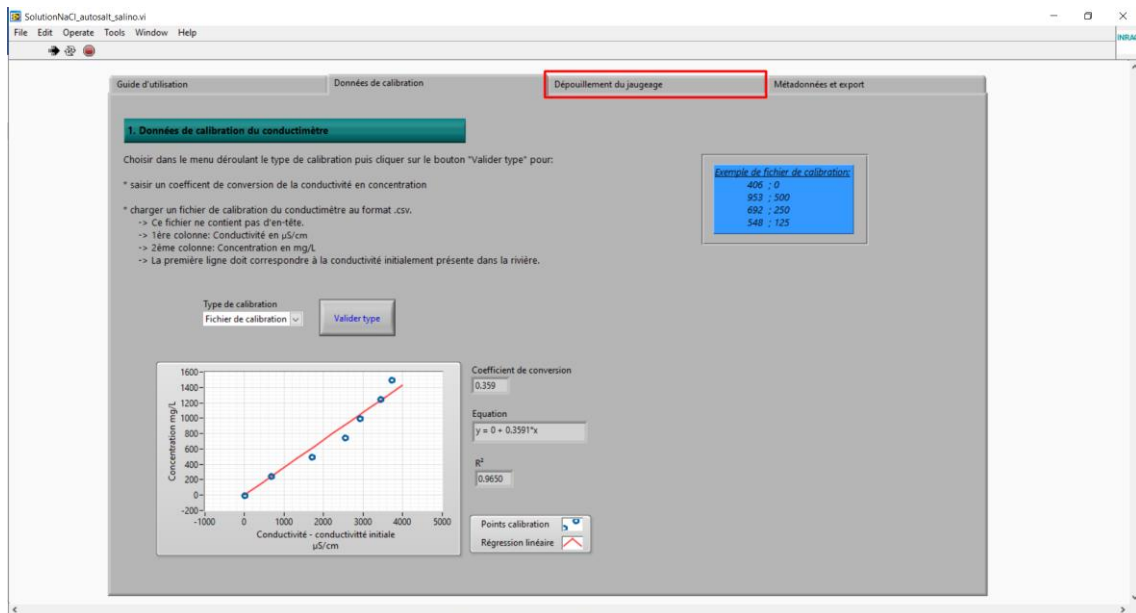 SolutionNaCl_autosalt_salino.vi
File Edit Operate Tools Window Help
INRAE
Guide d'utilisation
Données de calibration
Dépouillement du jaugeage
Métadonnées et export
1. Données de calibration du conductimètre
Choisir dans le menu déroulant le type de calibration puis cliquer sur le bouton "Valider type" pour:
* saisir un coefficent de conversion de la conductivité en concentration
* charger un fichier de calibration du conductimètre au format .csv.
-> Ce fichier ne contient pas d'en-tête.
-> 1ère colonne: Conductivité en µS/cm
-> 2ème colonne: Concentration en mg/L
-> La première ligne doit correspondre à la conductivité initialement présente dans la rivière.
Exemple de fichier de calibration:
406 ; 0
953 ; 500
692 ; 250
548 ; 125
Type de calibration
Fichier de calibration
Valider type
Concentration mg/L
1600
1400
1200
1000
800
600
400
200
0
-200
-1000 0 1000 2000 3000 4000 5000
Conductivité - conductivitté initiale
µS/cm
Coefficient de conversion
0.359
Equation
y = 0 + 0.3591*x
R²
0.9650
Points calibration
Régression linéaire